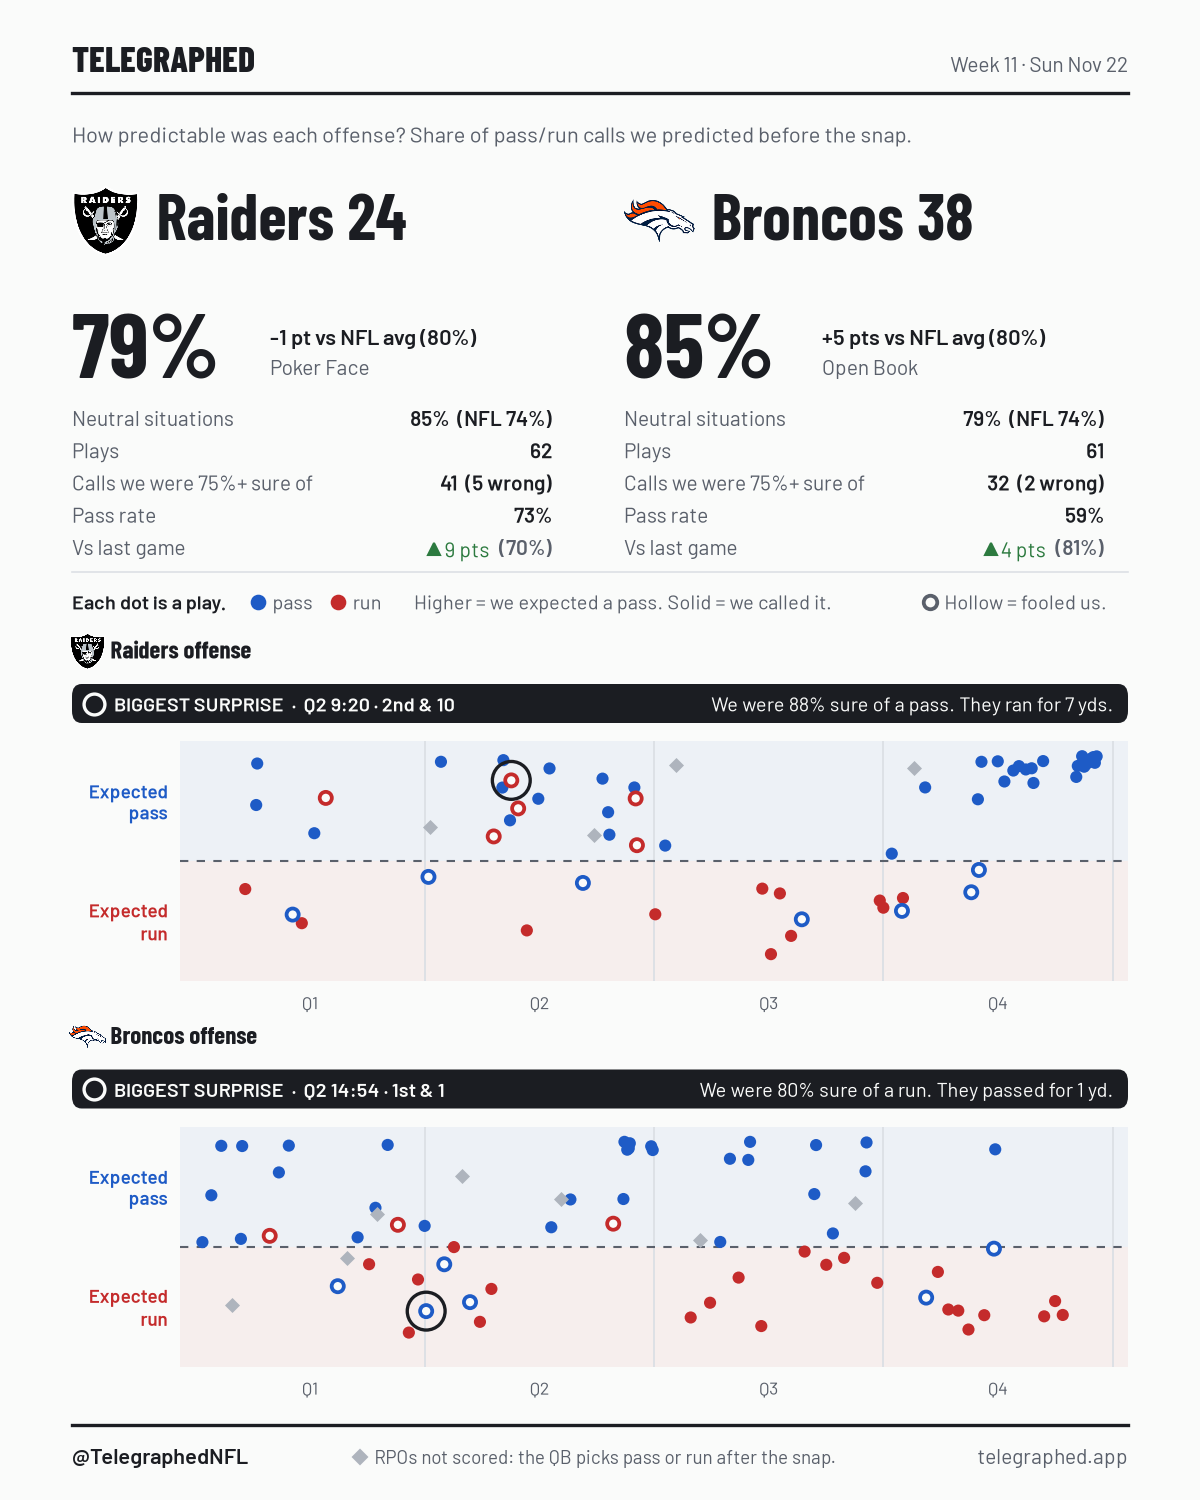 TELEGRAPHED
Week 11 · Sun Nov 22
How predictable was each offense? Share of pass/run calls we predicted before the snap.
RAIDERS
Raiders 24
Broncos 38
79%
-1 pt vs NFL avg (80%)
Poker Face
85%
+5 pts vs NFL avg (80%)
Open Book
Neutral situations 85% (NFL 74%)
Plays 62
Calls we were 75%+ sure of 41 (5 wrong)
Pass rate 73%
Vs last game ▲9 pts (70%)
Neutral situations 79% (NFL 74%)
Plays 61
Calls we were 75%+ sure of 32 (2 wrong)
Pass rate 59%
Vs last game ▲4 pts (81%)
Each dot is a play. pass run Higher = we expected a pass. Solid = we called it. Hollow = fooled us.
RAIDERS
Raiders offense
BIGGEST SURPRISE · Q2 9:20 · 2nd & 10 We were 88% sure of a pass. They ran for 7 yds.
Expected
pass
Expected
run
Q1 Q2 Q3 Q4
Broncos offense
BIGGEST SURPRISE · Q2 14:54 · 1st & 1 We were 80% sure of a run. They passed for 1 yd.
Expected
pass
Expected
run
Q1 Q2 Q3 Q4
@TelegraphedNFL
RPOs not scored: the QB picks pass or run after the snap.
telegraphed.app